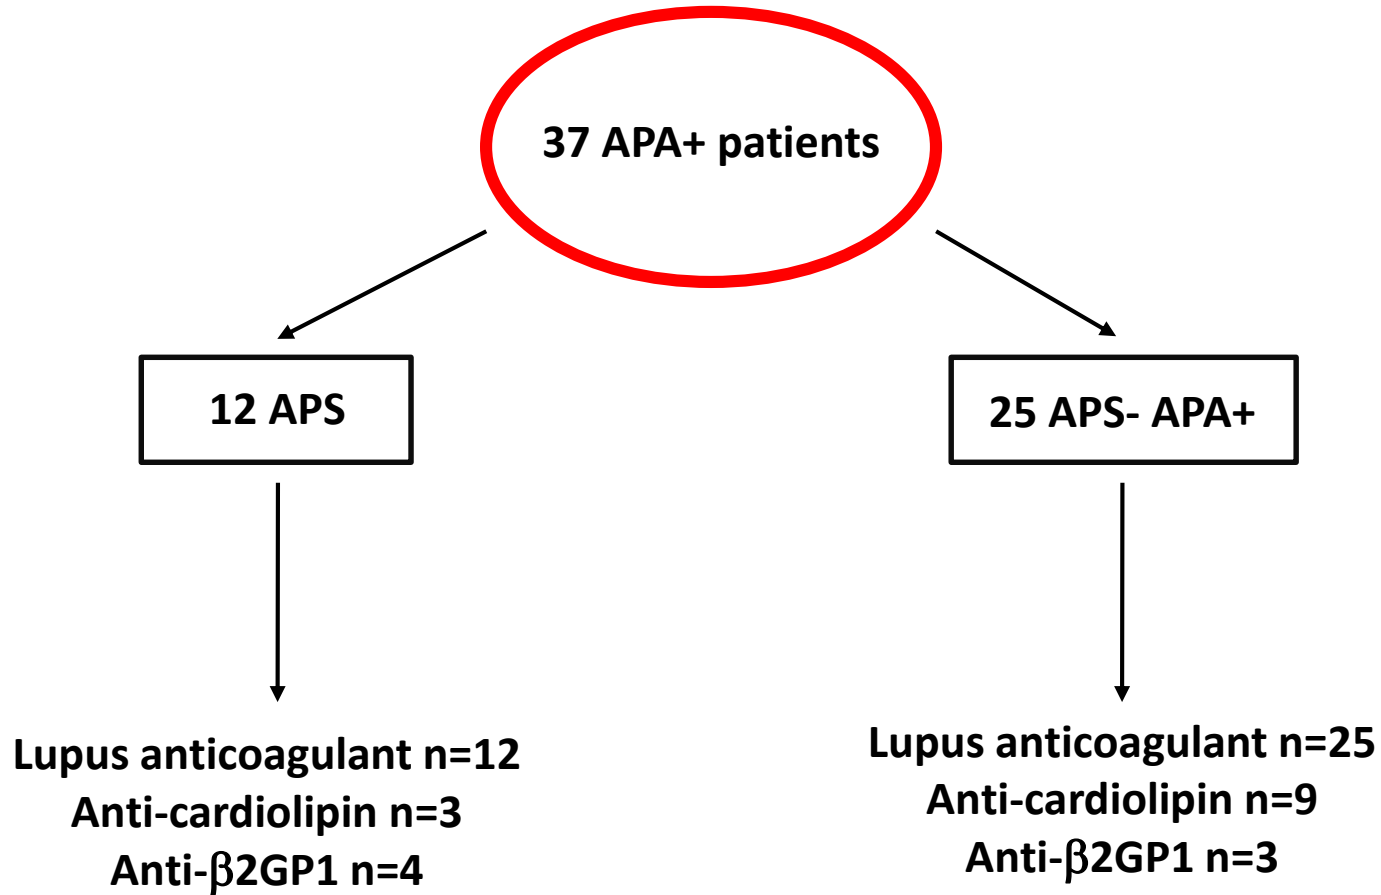 37 APA+ patients
12 APS
25 APS- APA+
Lupus anticoagulant n=12
Anti-cardiolipin n=3
Anti-β2GP1 n=4
Lupus anticoagulant n=25
Anti-cardiolipin n=9
Anti-β2GP1 n=3